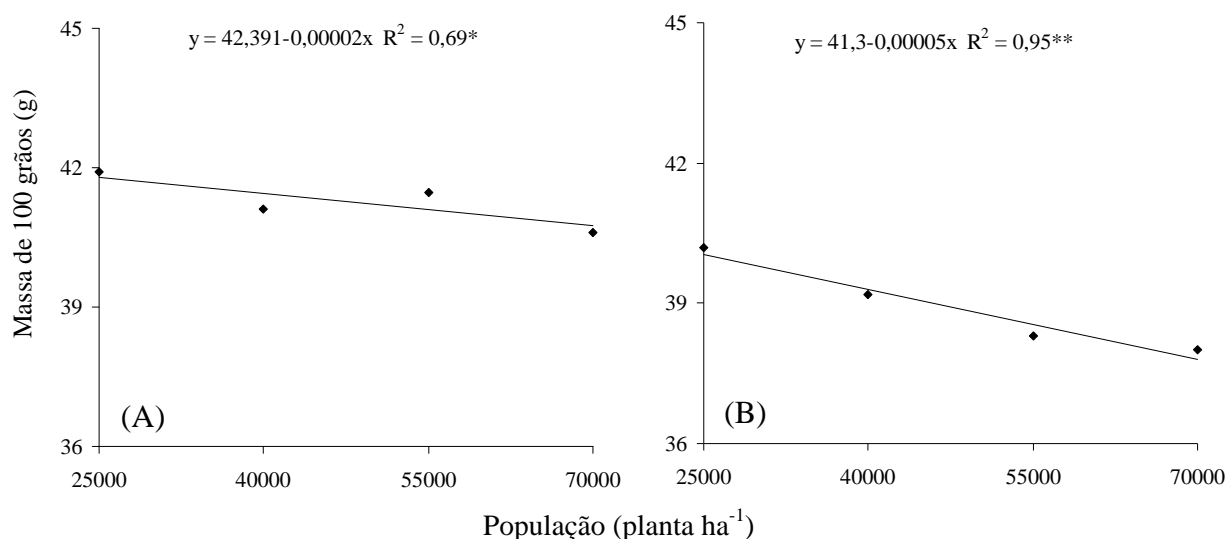 y = 42,391-0,00002x R² = 0,69*
45
42
39
36
Massa de 100 grãos (g)
(A)
25000 40000 55000 70000
y = 41,3-0,00005x R² = 0,95**
45
42
39
36
(B)
25000 40000 55000 70000
População (planta ha⁻¹)